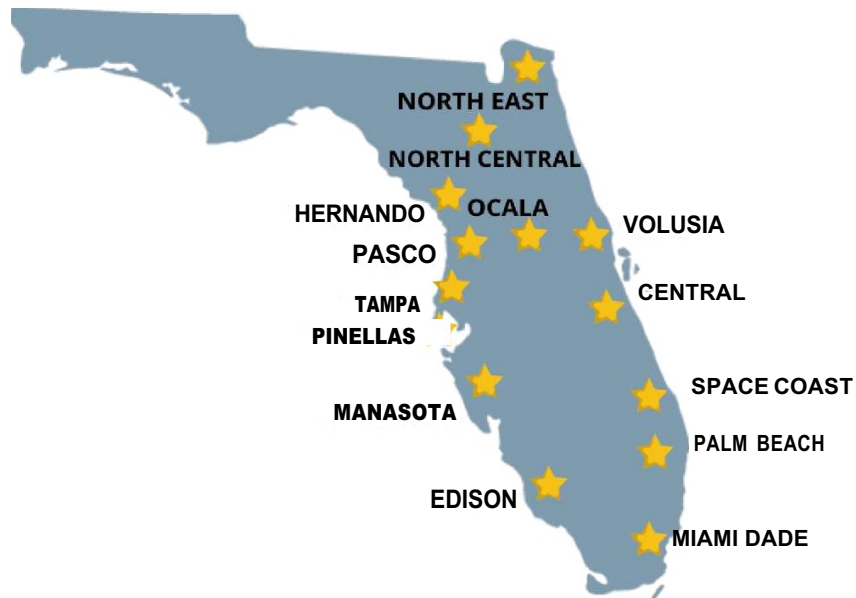 NORTH EAST
NORTH CENTRAL
OCALA
HERNANDO
VOLUSIA
PASCO
CENTRAL
TAMPA
PINELLAS
SPACE COAST
MANASOTA
PALM BEACH
EDISON
MIAMI DADE